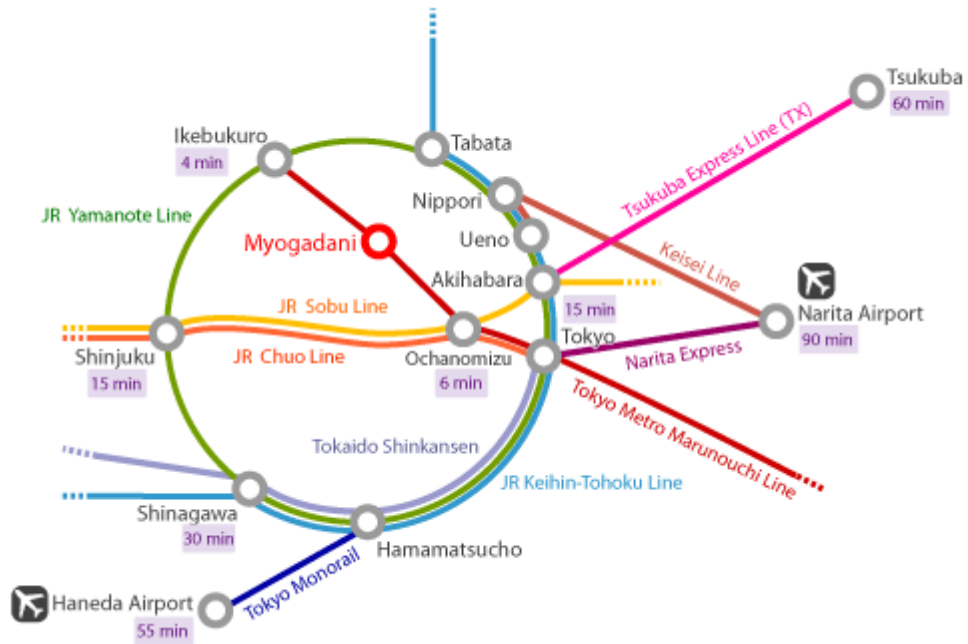 Tsukuba
60 min
Ikebukuro
4 min
Tabata
Tsukuba Express Line (TX)
Nippori
JR Yamanote Line
Myogadani
Ueno
Keisei Line
Akihabara
JR Sobu Line
15 min
Narita Airport
90 min
Tokyo
Shinjuku
15 min
JR Chuo Line
Ochanomizu
6 min
Narita Express
Tokyo Metro Marunouchi Line
Tokaido Shinkansen
JR Keihin-Tohoku Line
Shinagawa
30 min
Hamamatsucho
Tokyo Monorail
Haneda Airport
55 min